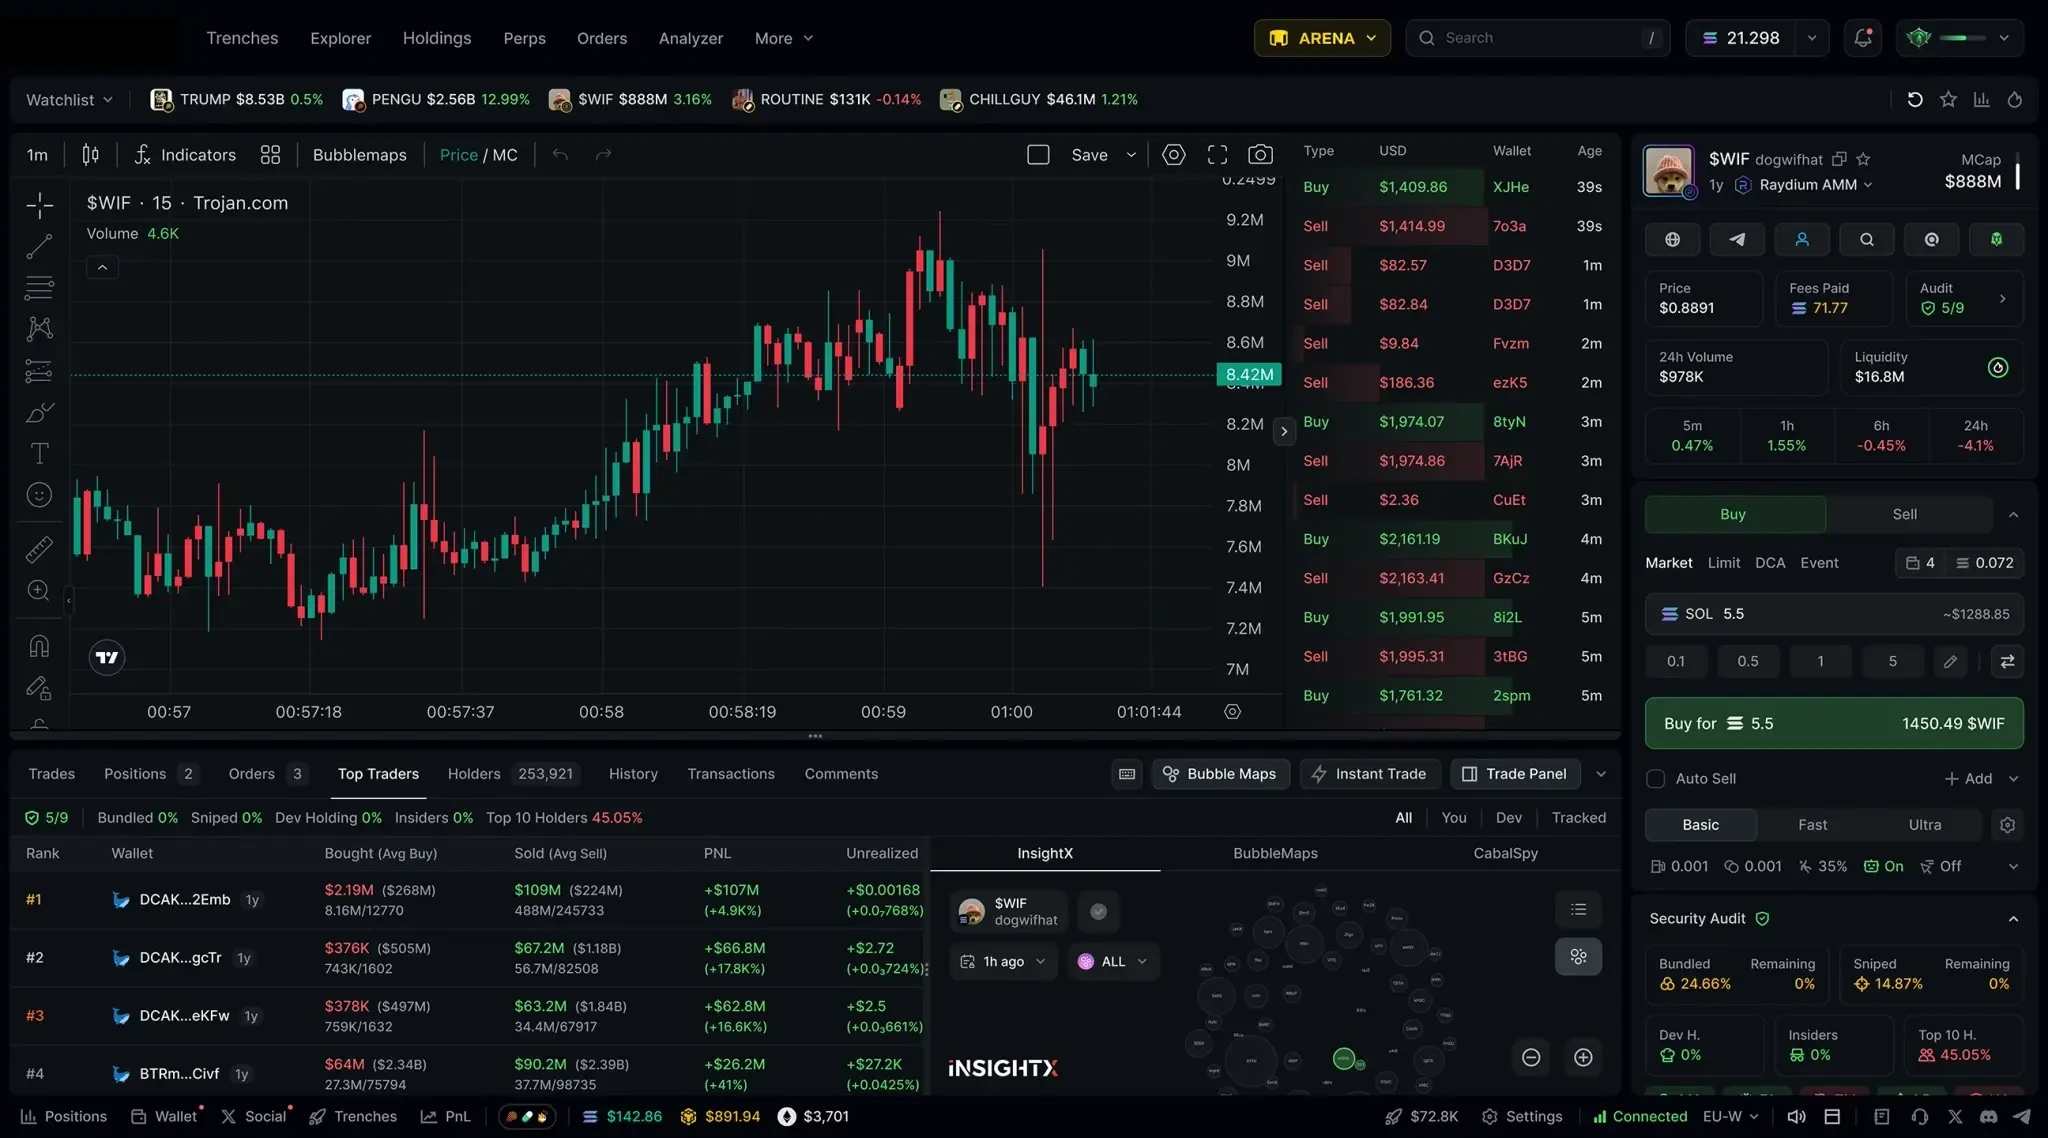 Trenches Explorer Holdings Perps Orders Analyzer More
ARENA Search / 21.298
Watchlist TRUMP $8.53B 0.5% PENGU $2.56B 12.99% $WIF $888M 3.16% ROUTINE $131K -0.14% CHILLGUY $46.1M 1.21%
1m Indicators Bubblemaps Price / MC Save
$WIF · 15 · Trojan.com
Volume 4.6K
0.2499
9.2M
9M
8.8M
8.6M
8.42M
8.2M
8M
7.8M
7.6M
7.4M
7.2M
7M
00:57 00:57:18 00:57:37 00:58 00:58:19 00:59 01:00 01:01:44
Type USD Wallet Age
Buy $1,409.86 XJHe 39s
Sell $1,414.99 7o3a 39s
Sell $82.57 D3D7 1m
Sell $82.84 D3D7 1m
Sell $9.84 Fvzm 2m
Sell $186.36 ezK5 2m
Buy $1,974.07 8tyN 3m
Sell $1,974.86 7AjR 3m
Sell $2.36 CuEt 3m
Buy $2,161.19 BKuJ 4m
Sell $2,163.41 GzCz 4m
Buy $1,991.95 8i2L 5m
Sell $1,995.31 3tBG 5m
Buy $1,761.32 2spm 5m
$WIF dogwifhat MCap
1y Raydium AMM $888M
Price Fees Paid Audit
$0.8891 71.77 5/9
24h Volume Liquidity
$978K $16.8M
5m 1h 6h 24h
0.47% 1.55% -0.45% -4.1%
Buy Sell
Market Limit DCA Event 4 0.072
SOL 5.5 ~$1288.85
0.1 0.5 1 5
Buy for 5.5 1450.49 $WIF
Auto Sell + Add
Basic Fast Ultra
0.001 0.001 35% On Off
Security Audit
Bundled Remaining Sniped Remaining
24.66% 0% 14.87% 0%
Dev H. Insiders Top 10 H.
0% 0% 45.05%
Trades Positions 2 Orders 3 Top Traders Holders 253,921 History Transactions Comments
Bubble Maps Instant Trade Trade Panel
5/9 Bundled 0% Sniped 0% Dev Holding 0% Insiders 0% Top 10 Holders 45.05%
All You Dev Tracked
Rank Wallet Bought (Avg Buy) Sold (Avg Sell) PNL Unrealized
#1 DCAK...2Emb 1y $2.19M ($268M) $109M ($224M) +$107M +$0.00168
8.16M/12770 488M/245733 (+4.9K%) (+0.0₇768%)
#2 DCAK...gcTr 1y $376K ($505M) $67.2M ($1.18B) +$66.8M +$2.72
743K/1602 56.7M/82508 (+17.8K%) (+0.0₃724%)
#3 DCAK...eKFw 1y $378K ($497M) $63.2M ($1.84B) +$62.8M +$2.5
759K/1632 34.4M/67917 (+16.6K%) (+0.0₃661%)
#4 BTRm...Civf 1y $64M ($2.34B) $90.2M ($2.39B) +$26.2M +$27.2K
27.3M/75794 37.7M/98735 (+41%) (+0.0425%)
InsightX BubbleMaps CabalSpy
$WIF
dogwifhat
1h ago ALL
INSIGHTX
Positions Wallet Social Trenches PnL $142.86 $891.94 $3,701
$72.8K Settings Connected EU-W